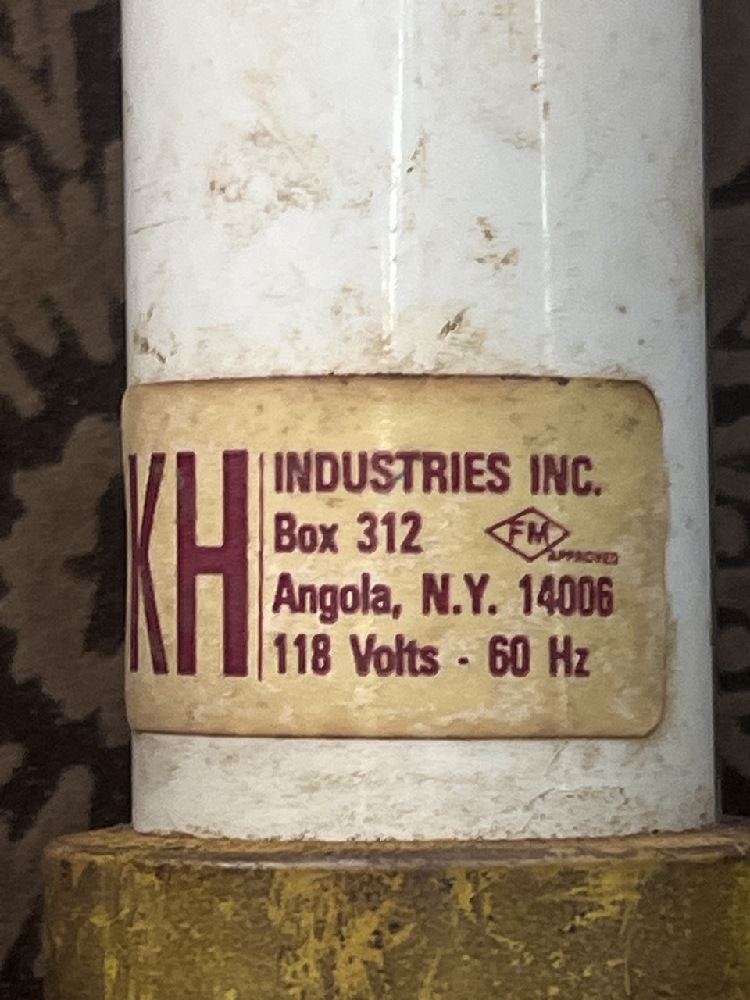 KH
INDUSTRIES INC.
Box 312
FM
APPROVED
Angola, N.Y. 14006
118 Volts - 60 Hz